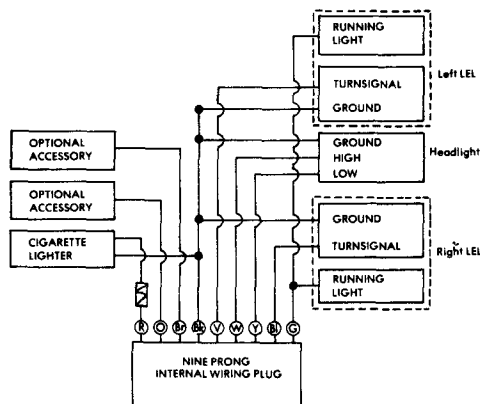 RUNNING
LIGHT
TURNSIGNAL
GROUND
Left LEL
OPTIONAL
ACCESSORY
GROUND
HIGH
LOW
Headlight
OPTIONAL
ACCESSORY
CIGARETTE
LIGHTER
GROUND
TURNSIGNAL
Right LEL
RUNNING
LIGHT
R O Br Bk V W Y Bl G
NINE PRONG
INTERNAL WIRING PLUG